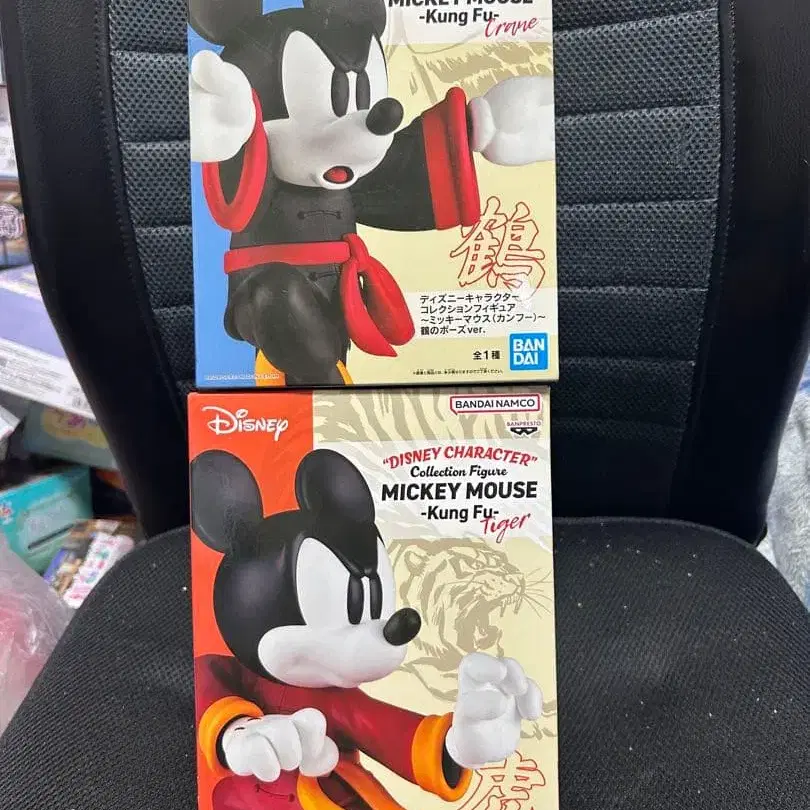 MICKEY MOUSE
-Kung Fu-
Crane
鶴
ディズニーキャラクター
コレクションフィギュア
〜ミッキーマウス(カンフー)〜
鶴のポーズver.
全1種
BAN
DAI
Disney
BANDAI NAMCO
BANPRESTO
"DISNEY CHARACTER"
Collection Figure
MICKEY MOUSE
-Kung Fu-
Tiger